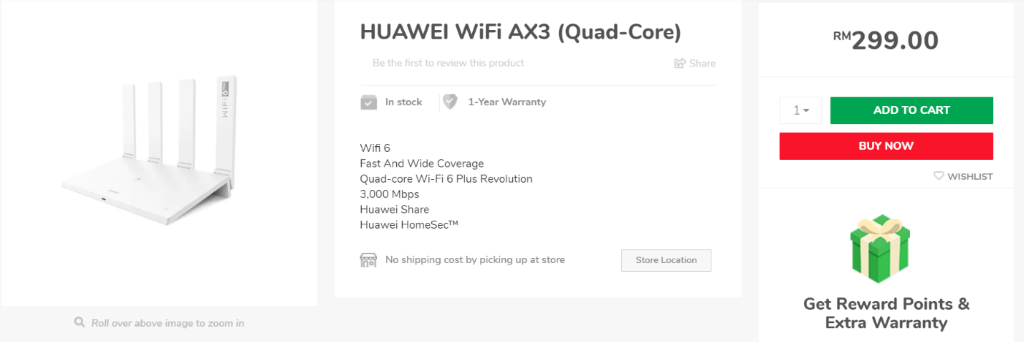 WiFi 6
Roll over above image to zoom in
HUAWEI WiFi AX3 (Quad-Core)
Be the first to review this product
Share
In stock
1-Year Warranty
Wifi 6
Fast And Wide Coverage
Quad-core Wi-Fi 6 Plus Revolution
3,000 Mbps
Huawei Share
Huawei HomeSec™
No shipping cost by picking up at store
Store Location
RM299.00
1
ADD TO CART
BUY NOW
WISHLIST
Get Reward Points &
Extra Warranty